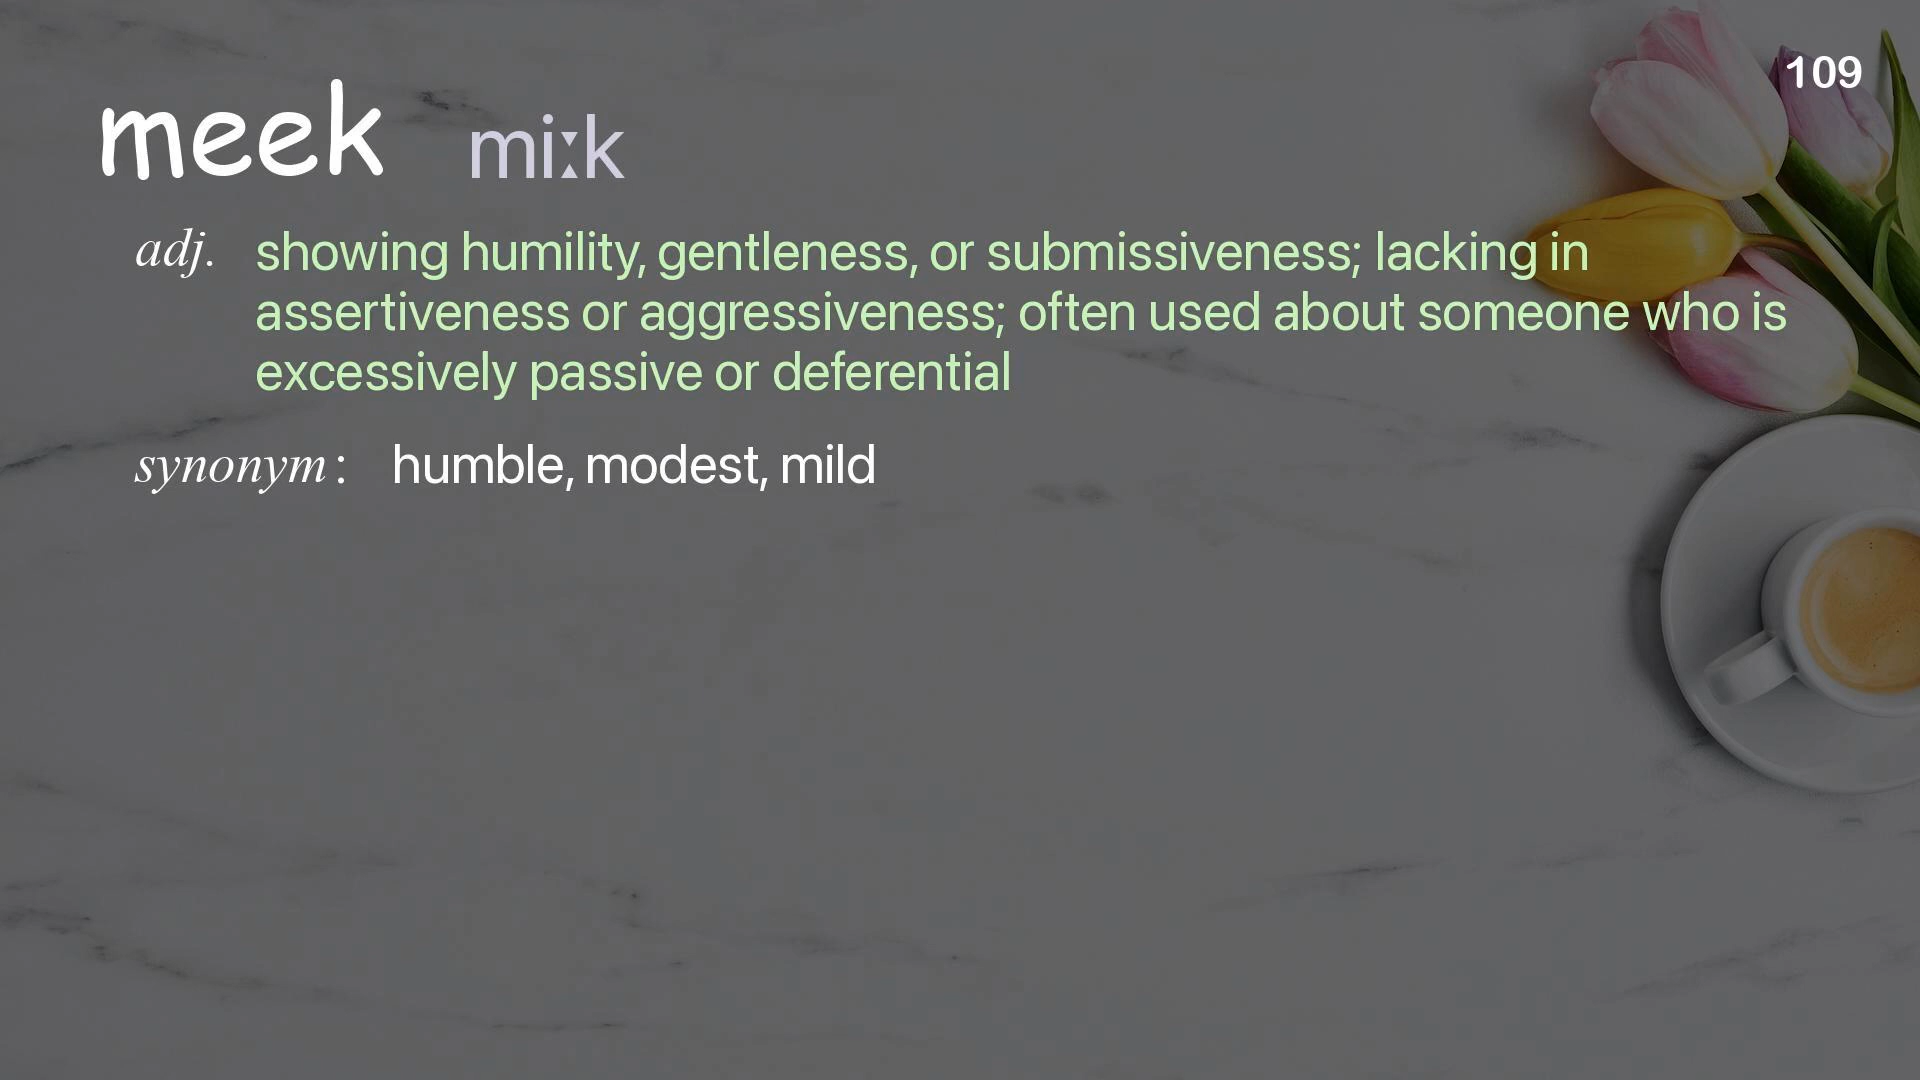 109
meek miːk
adj. showing humility, gentleness, or submissiveness; lacking in
assertiveness or aggressiveness; often used about someone who is
excessively passive or deferential
synonym : humble, modest, mild